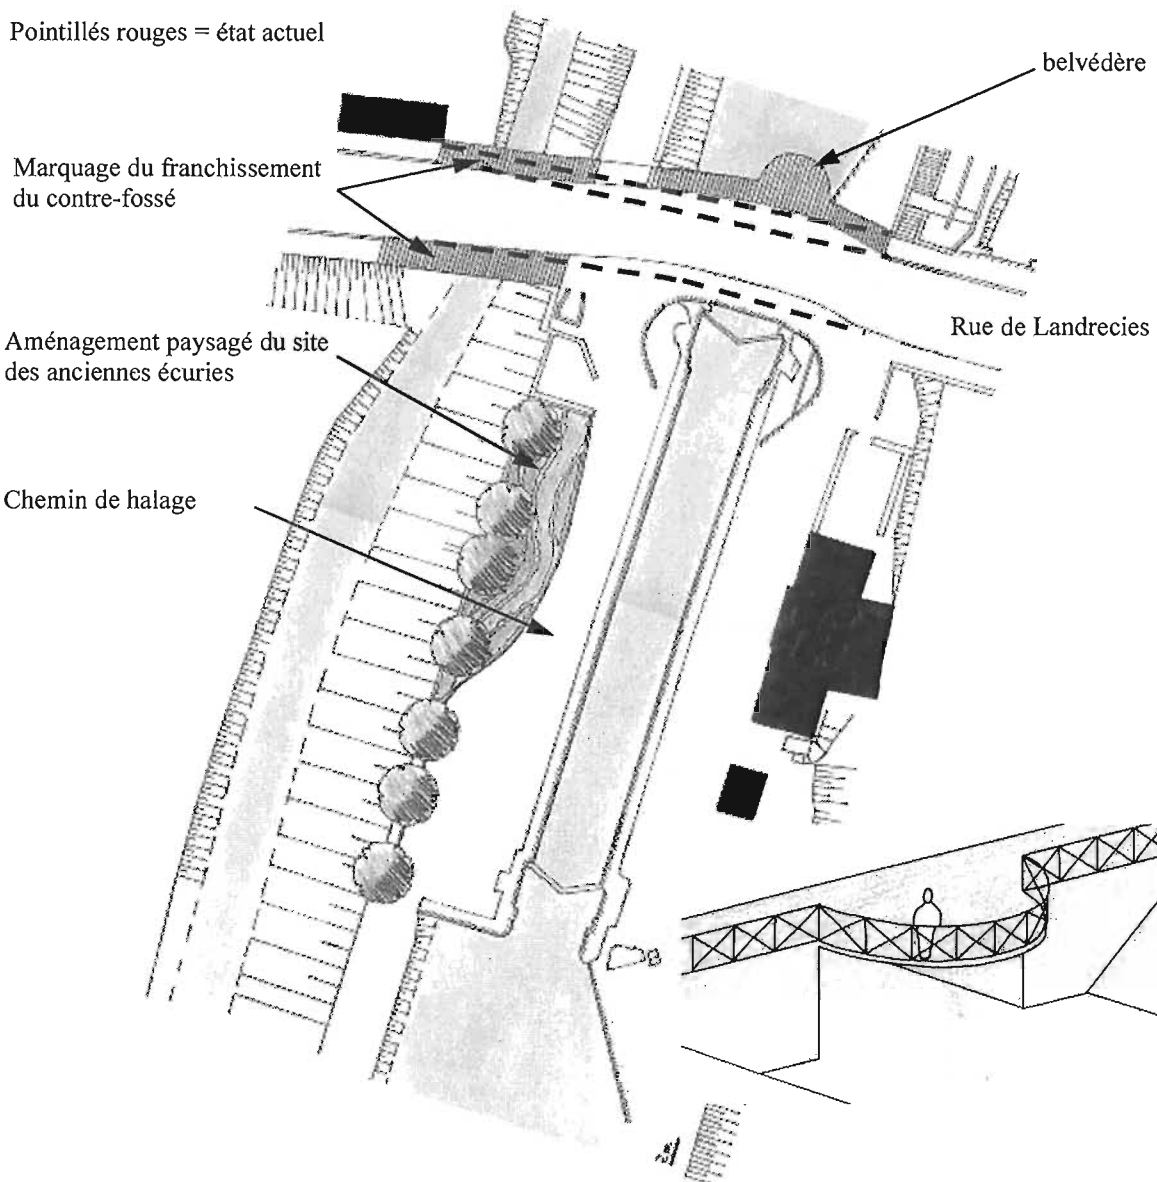 Pointillés rouges = état actuel
belvédère
Marquage du franchissement
du contre-fossé
Rue de Landrecies
Aménagement paysagé du site
des anciennes écuries
Chemin de halage